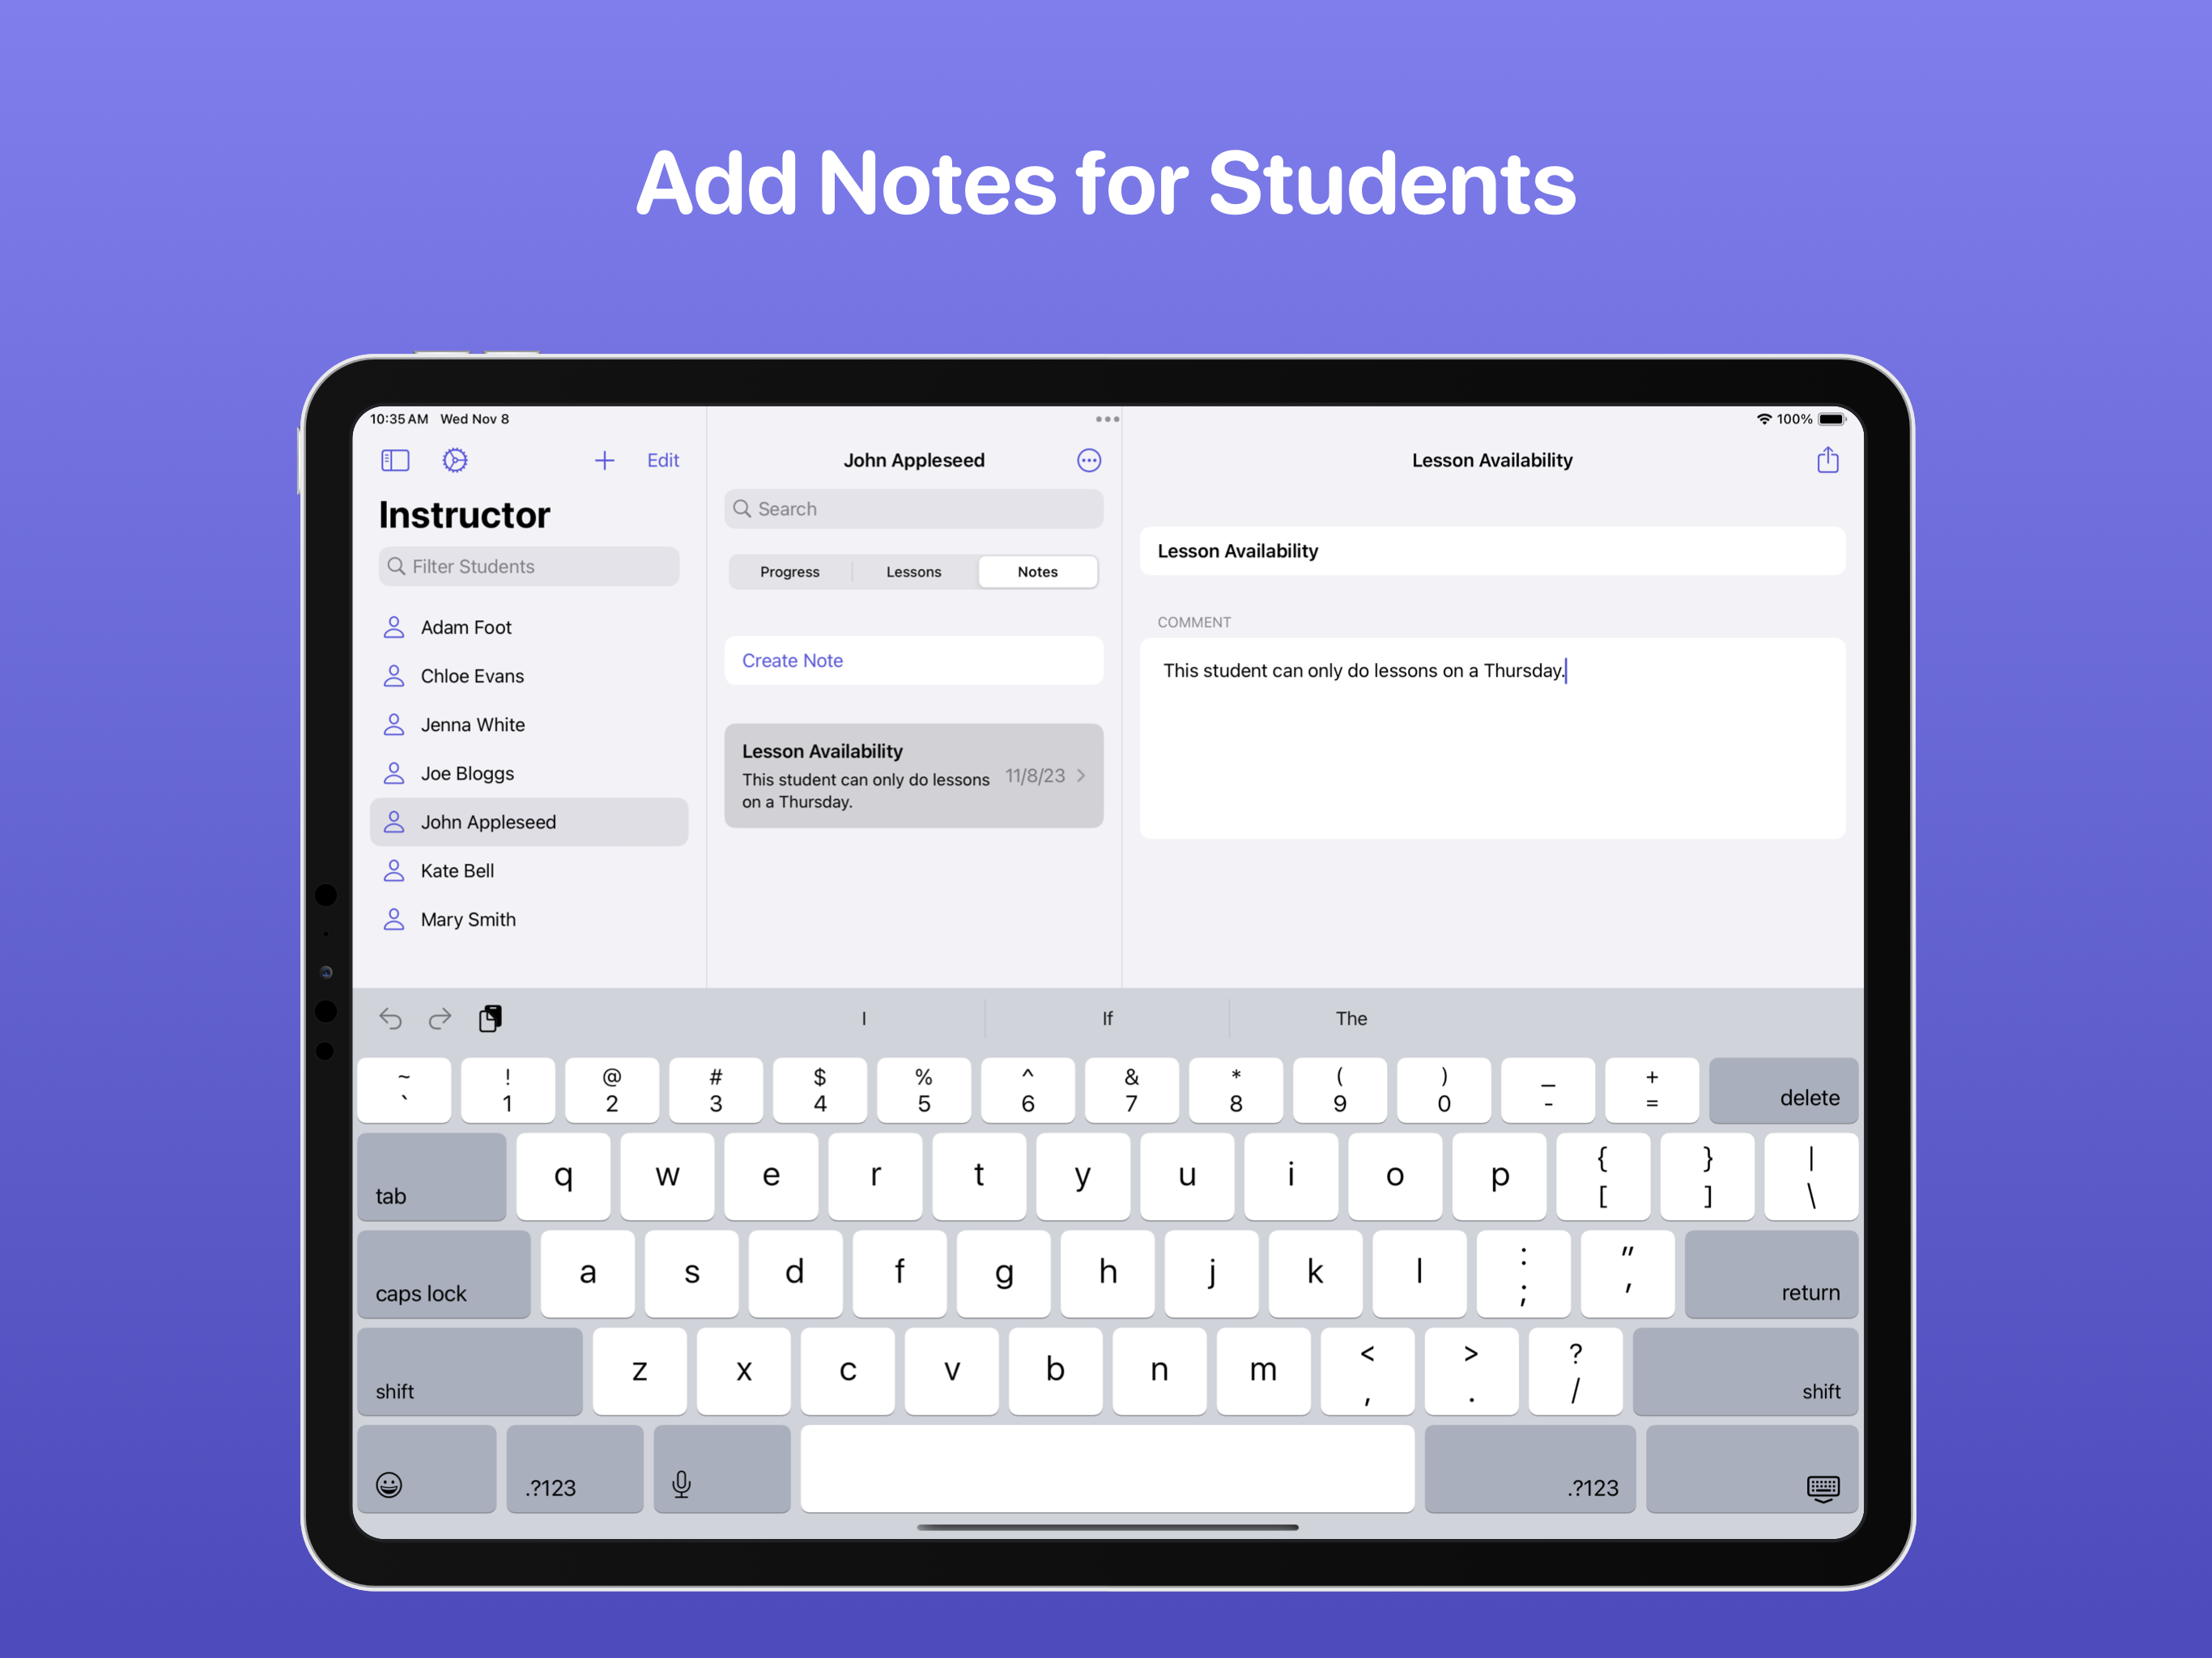 Add Notes for Students
10:35 AM Wed Nov 8
100%
Edit
Instructor
Filter Students
Adam Foot
Chloe Evans
Jenna White
Joe Bloggs
John Appleseed
Kate Bell
Mary Smith
John Appleseed
Search
Progress Lessons Notes
Create Note
Lesson Availability
This student can only do lessons
on a Thursday.
11/8/23
Lesson Availability
Lesson Availability
COMMENT
This student can only do lessons on a Thursday.
I If The
~ ! @ # $ % ^ & * ( ) _ +
` 1 2 3 4 5 6 7 8 9 0 - = delete
tab q w e r t y u i o p { [ } ] | \
caps lock a s d f g h j k l : ; " ' return
shift z x c v b n m < , > . ? / shift
.?123 .?123